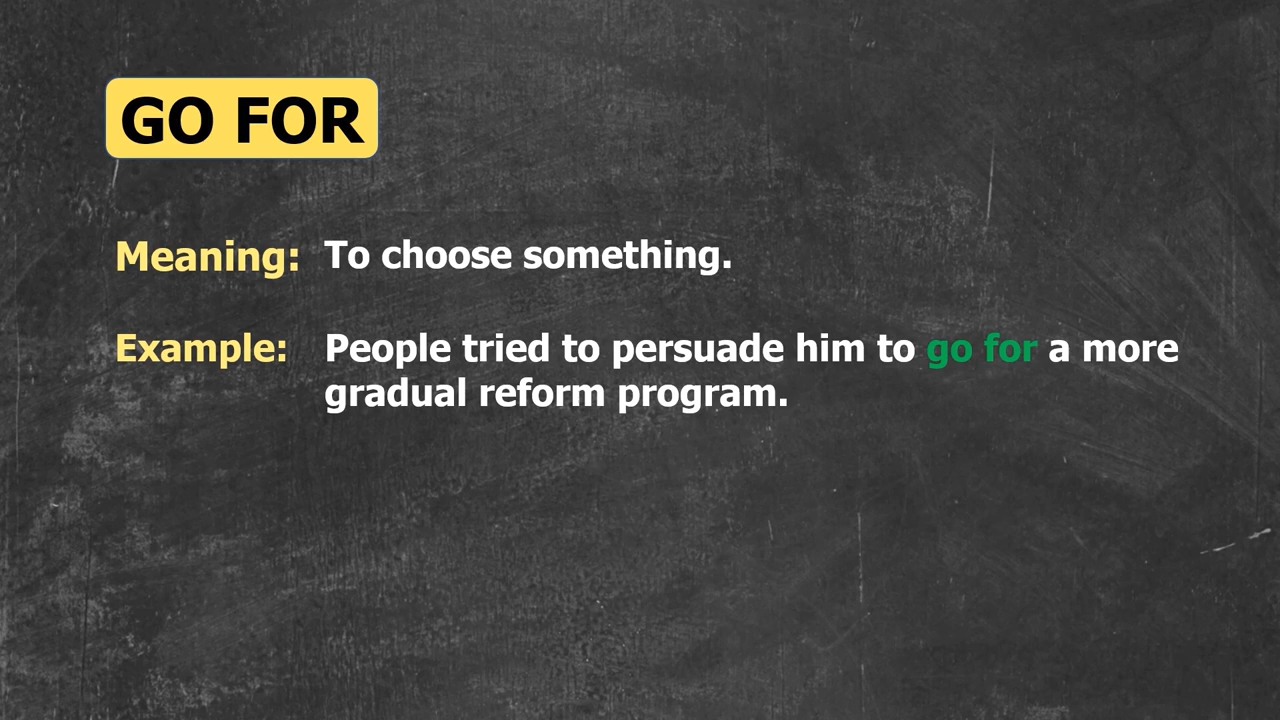 GO FOR
Meaning: To choose something.
Example: People tried to persuade him to go for a more
gradual reform program.